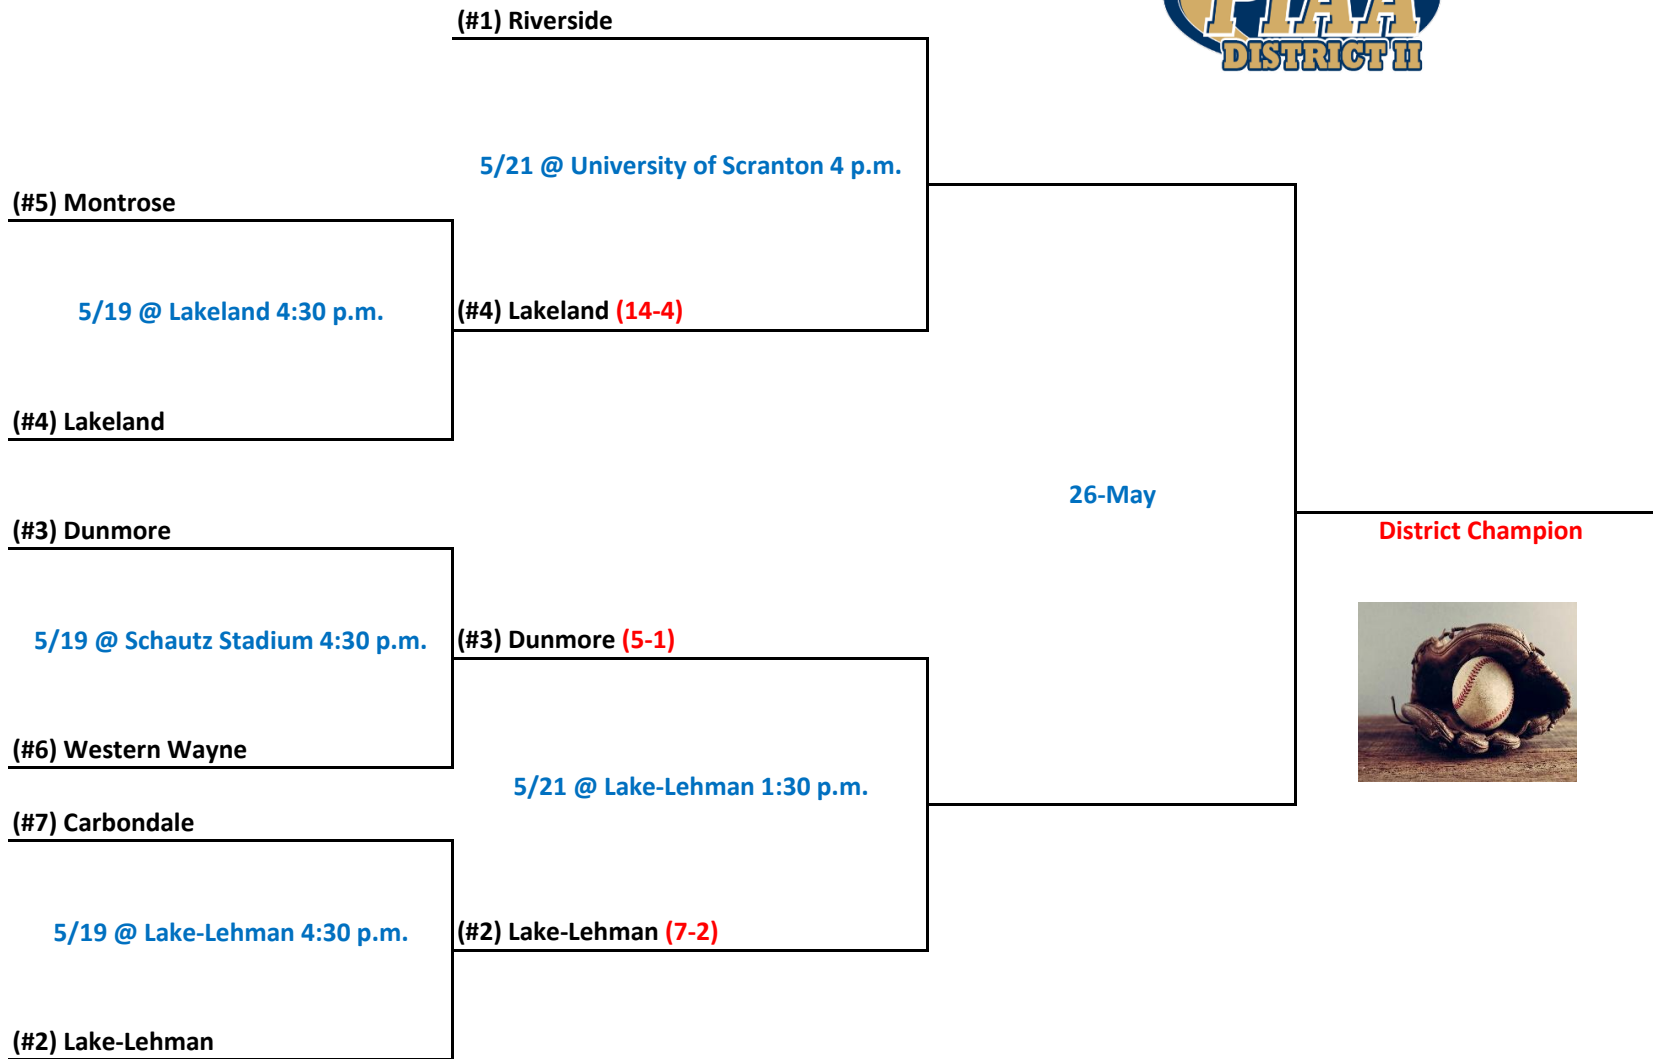 (#1) Riverside
PIAA
DISTRICT II
5/21 @ University of Scranton 4 p.m.
(#5) Montrose
5/19 @ Lakeland 4:30 p.m.
(#4) Lakeland (14-4)
(#4) Lakeland
26-May
(#3) Dunmore
District Champion
5/19 @ Schautz Stadium 4:30 p.m.
(#3) Dunmore (5-1)
(#6) Western Wayne
5/21 @ Lake-Lehman 1:30 p.m.
(#7) Carbondale
5/19 @ Lake-Lehman 4:30 p.m.
(#2) Lake-Lehman (7-2)
(#2) Lake-Lehman